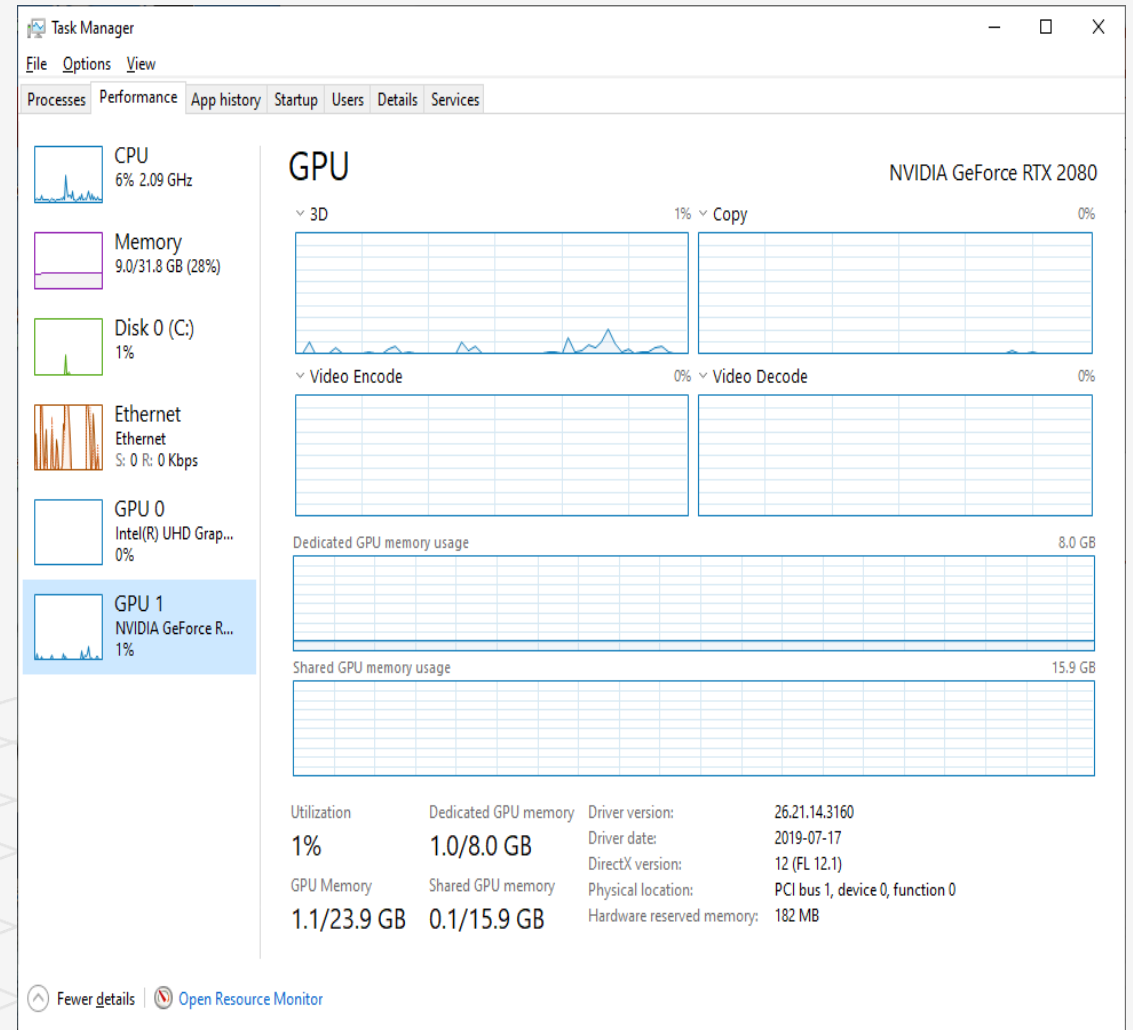 Task Manager
File Options View
Processes Performance App history Startup Users Details Services
CPU
6% 2.09 GHz
Memory
9.0/31.8 GB (28%)
Disk 0 (C:)
1%
Ethernet
Ethernet
S: 0 R: 0 Kbps
GPU 0
Intel(R) UHD Grap...
0%
GPU 1
NVIDIA GeForce R...
1%
GPU NVIDIA GeForce RTX 2080
3D 1% Copy 0%
Video Encode 0% Video Decode 0%
Dedicated GPU memory usage 8.0 GB
Shared GPU memory usage 15.9 GB
Utilization
1%
Dedicated GPU memory
1.0/8.0 GB
GPU Memory
1.1/23.9 GB
Shared GPU memory
0.1/15.9 GB
Driver version: 26.21.14.3160
Driver date: 2019-07-17
DirectX version: 12 (FL 12.1)
Physical location: PCI bus 1, device 0, function 0
Hardware reserved memory: 182 MB
Fewer details Open Resource Monitor